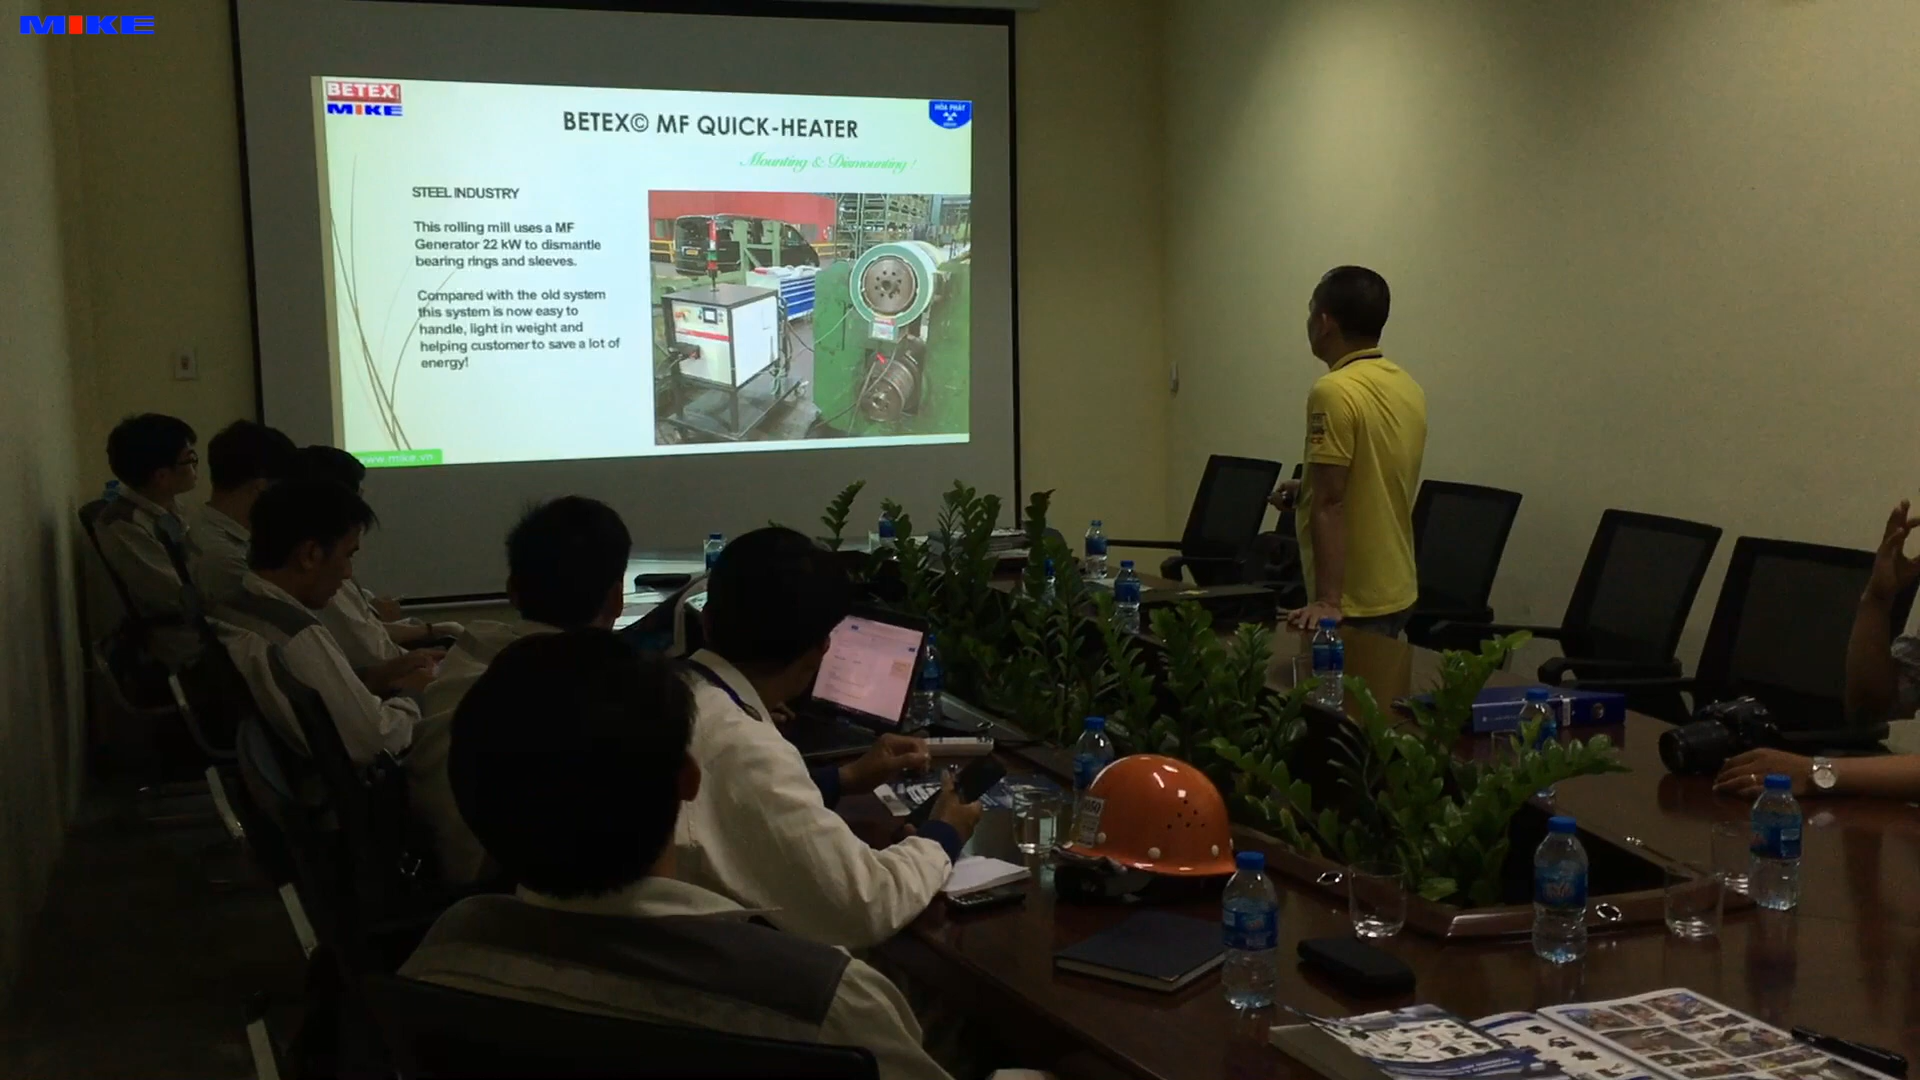 MIKE
BETEX!
MIKE
BETEX© MF QUICK-HEATER
HÒA PHÁT
Mounting & Dismounting !
STEEL INDUSTRY
This rolling mill uses a MF
Generator 22 kW to dismantle
bearing rings and sleeves.
Compared with the old system
this system is now easy to
handle, light in weight and
helping customer to save a lot of
energy!
www.mike.vn